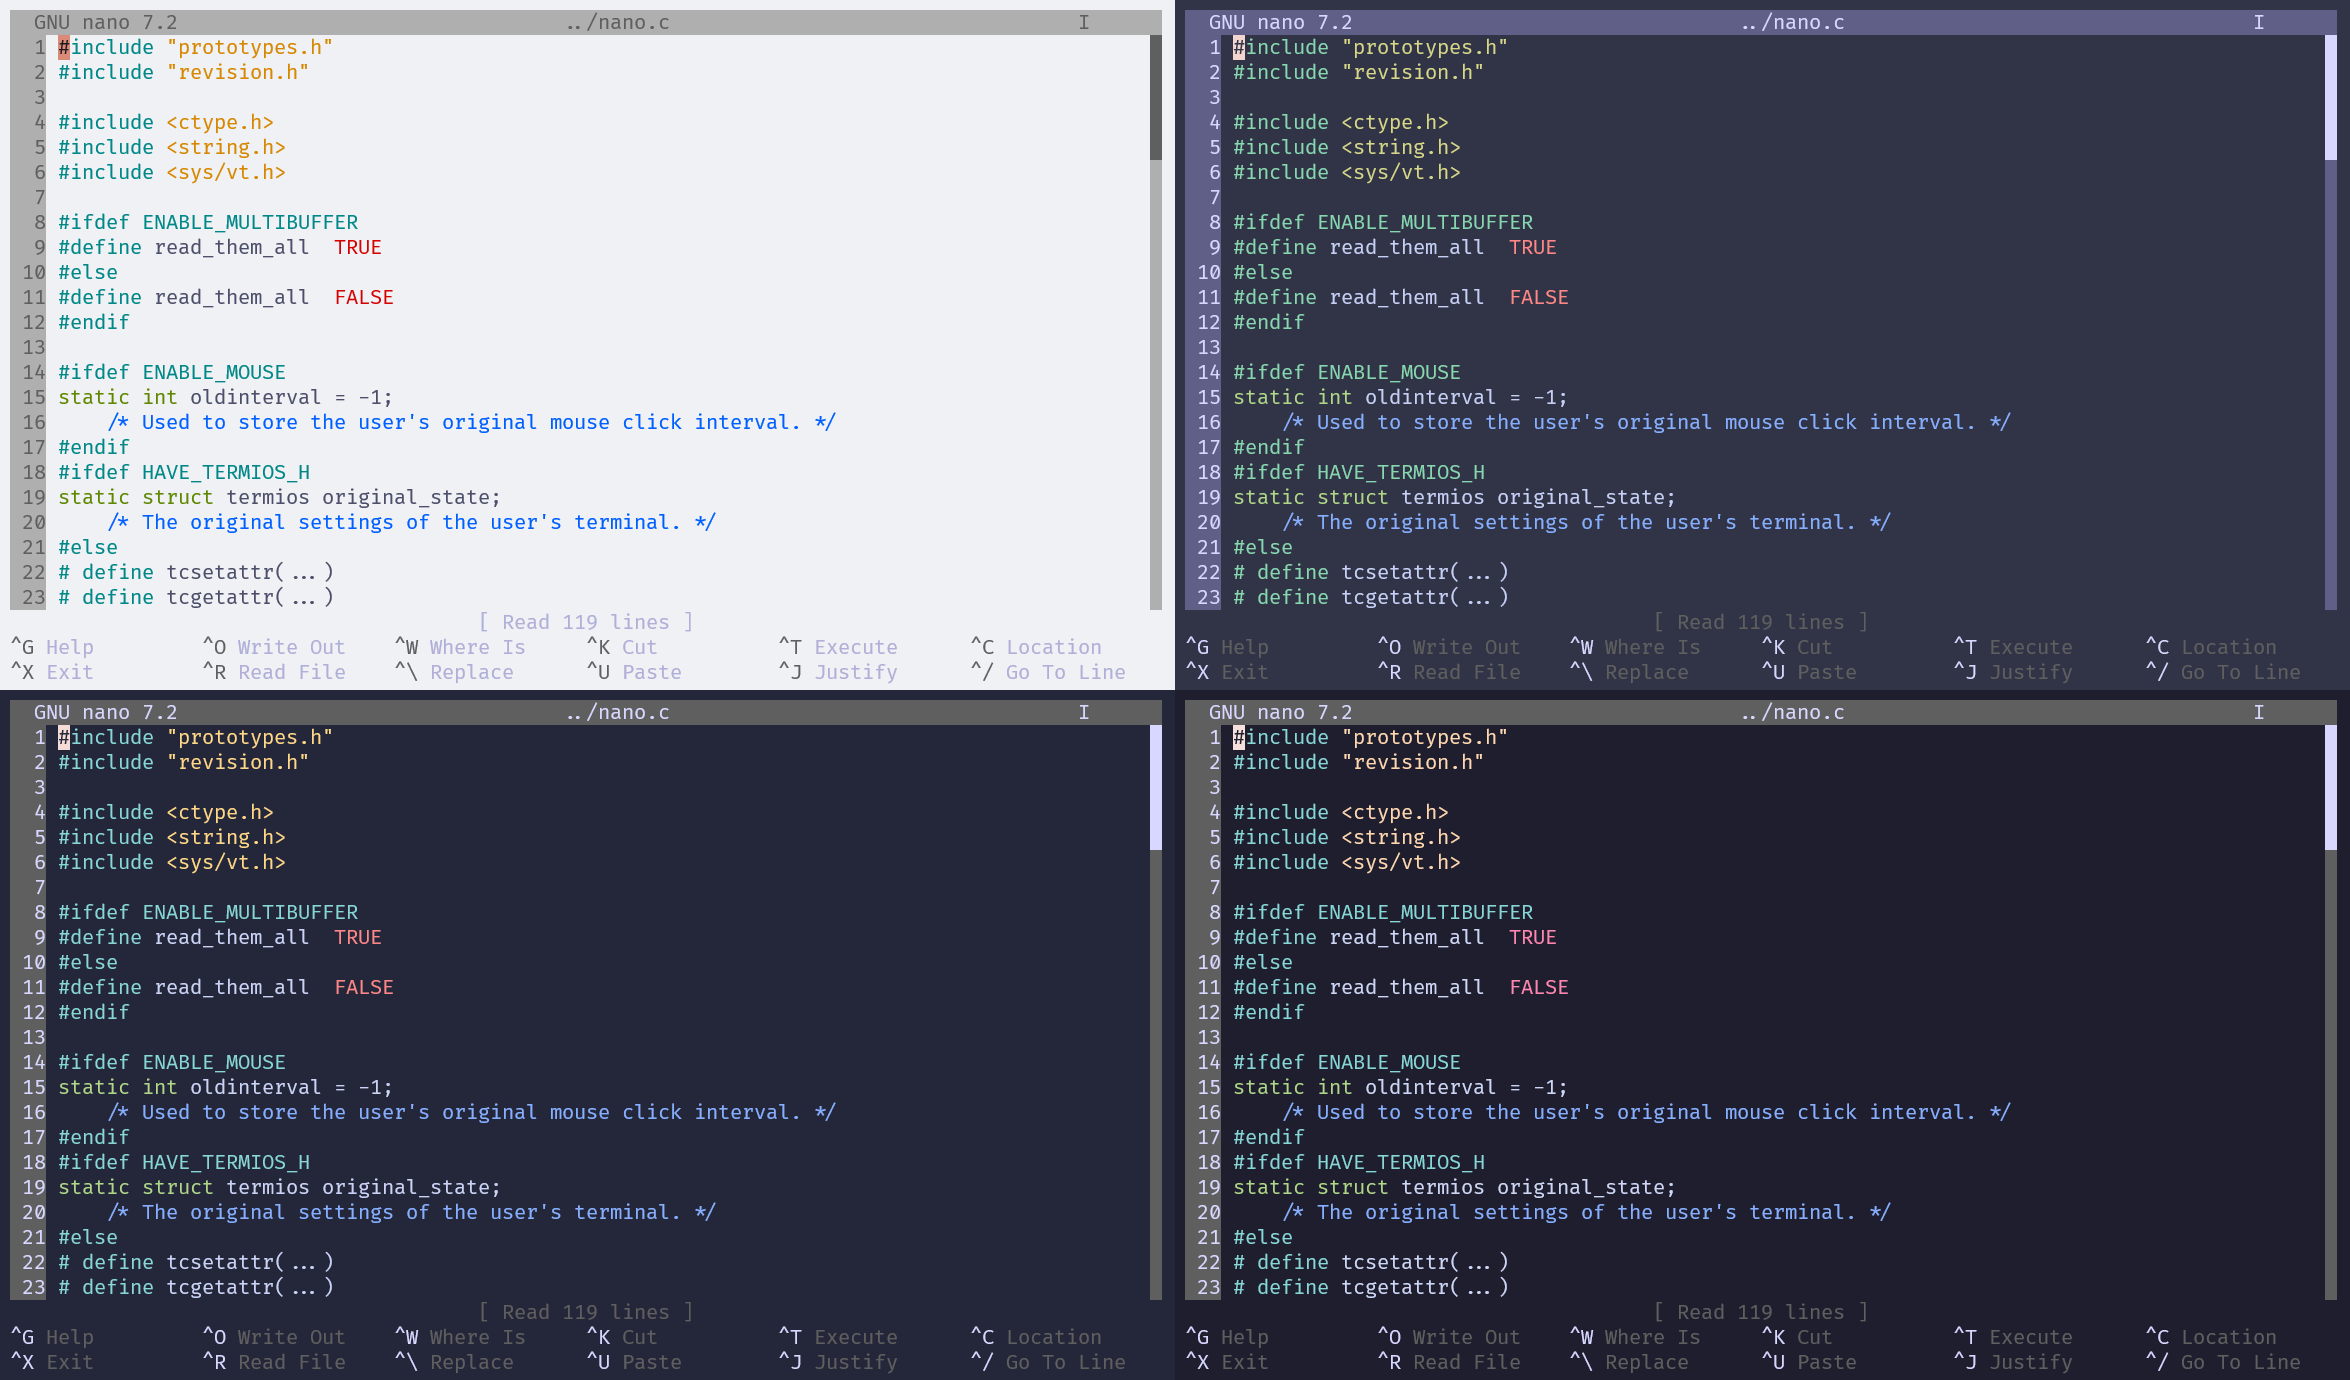 GNU nano 7.2 ../nano.c I
1 #include "prototypes.h"
2 #include "revision.h"
3
4 #include <ctype.h>
5 #include <string.h>
6 #include <sys/vt.h>
7
8 #ifdef ENABLE_MULTIBUFFER
9 #define read_them_all  TRUE
10 #else
11 #define read_them_all  FALSE
12 #endif
13
14 #ifdef ENABLE_MOUSE
15 static int oldinterval = -1;
16     /* Used to store the user's original mouse click interval. */
17 #endif
18 #ifdef HAVE_TERMIOS_H
19 static struct termios original_state;
20     /* The original settings of the user's terminal. */
21 #else
22 # define tcsetattr(...)
23 # define tcgetattr(...)
[ Read 119 lines ]
^G Help ^O Write Out ^W Where Is ^K Cut ^T Execute ^C Location
^X Exit ^R Read File ^\ Replace ^U Paste ^J Justify ^/ Go To Line
GNU nano 7.2 ../nano.c I
1 #include "prototypes.h"
2 #include "revision.h"
3
4 #include <ctype.h>
5 #include <string.h>
6 #include <sys/vt.h>
7
8 #ifdef ENABLE_MULTIBUFFER
9 #define read_them_all  TRUE
10 #else
11 #define read_them_all  FALSE
12 #endif
13
14 #ifdef ENABLE_MOUSE
15 static int oldinterval = -1;
16     /* Used to store the user's original mouse click interval. */
17 #endif
18 #ifdef HAVE_TERMIOS_H
19 static struct termios original_state;
20     /* The original settings of the user's terminal. */
21 #else
22 # define tcsetattr(...)
23 # define tcgetattr(...)
[ Read 119 lines ]
^G Help ^O Write Out ^W Where Is ^K Cut ^T Execute ^C Location
^X Exit ^R Read File ^\ Replace ^U Paste ^J Justify ^/ Go To Line
GNU nano 7.2 ../nano.c I
1 #include "prototypes.h"
2 #include "revision.h"
3
4 #include <ctype.h>
5 #include <string.h>
6 #include <sys/vt.h>
7
8 #ifdef ENABLE_MULTIBUFFER
9 #define read_them_all  TRUE
10 #else
11 #define read_them_all  FALSE
12 #endif
13
14 #ifdef ENABLE_MOUSE
15 static int oldinterval = -1;
16     /* Used to store the user's original mouse click interval. */
17 #endif
18 #ifdef HAVE_TERMIOS_H
19 static struct termios original_state;
20     /* The original settings of the user's terminal. */
21 #else
22 # define tcsetattr(...)
23 # define tcgetattr(...)
[ Read 119 lines ]
^G Help ^O Write Out ^W Where Is ^K Cut ^T Execute ^C Location
^X Exit ^R Read File ^\ Replace ^U Paste ^J Justify ^/ Go To Line
GNU nano 7.2 ../nano.c I
1 #include "prototypes.h"
2 #include "revision.h"
3
4 #include <ctype.h>
5 #include <string.h>
6 #include <sys/vt.h>
7
8 #ifdef ENABLE_MULTIBUFFER
9 #define read_them_all  TRUE
10 #else
11 #define read_them_all  FALSE
12 #endif
13
14 #ifdef ENABLE_MOUSE
15 static int oldinterval = -1;
16     /* Used to store the user's original mouse click interval. */
17 #endif
18 #ifdef HAVE_TERMIOS_H
19 static struct termios original_state;
20     /* The original settings of the user's terminal. */
21 #else
22 # define tcsetattr(...)
23 # define tcgetattr(...)
[ Read 119 lines ]
^G Help ^O Write Out ^W Where Is ^K Cut ^T Execute ^C Location
^X Exit ^R Read File ^\ Replace ^U Paste ^J Justify ^/ Go To Line